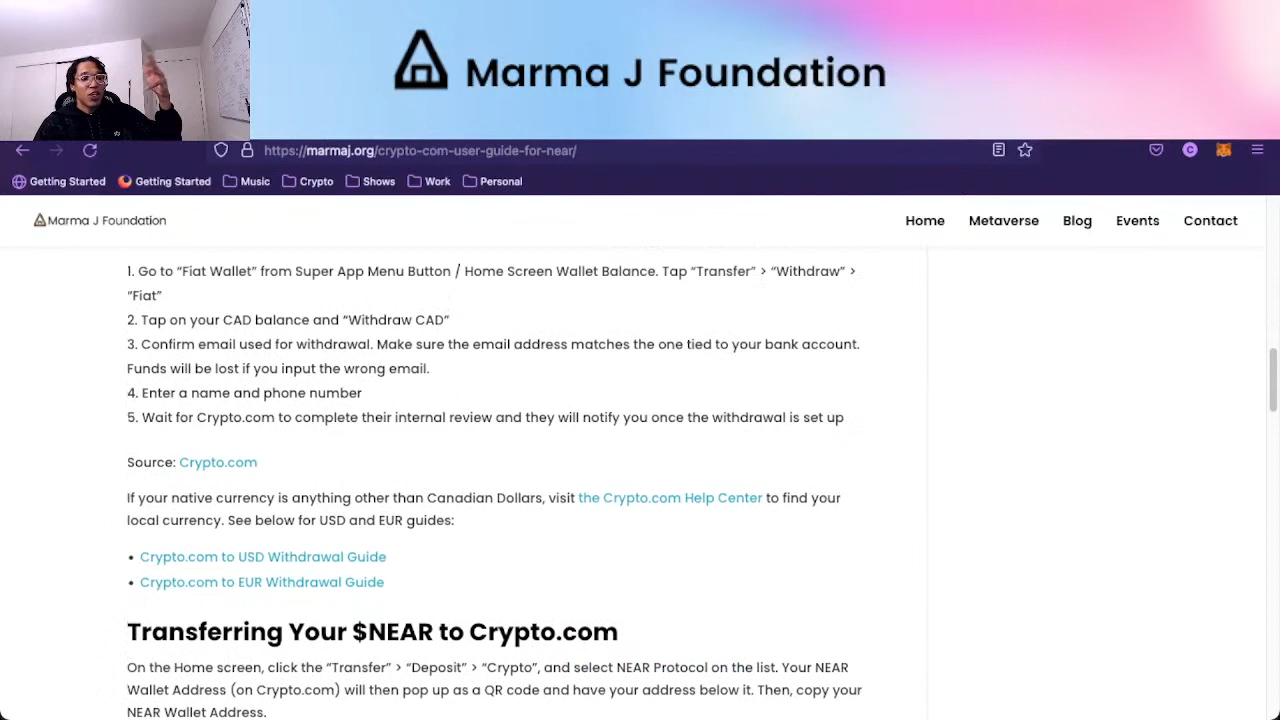 Marma J Foundation
https://marmaj.org/crypto-com-user-guide-for-near/
Getting Started Getting Started Music Crypto Shows Work Personal
Marma J Foundation Home Metaverse Blog Events Contact
1. Go to “Fiat Wallet” from Super App Menu Button / Home Screen Wallet Balance. Tap “Transfer” > “Withdraw” >
“Fiat”
2. Tap on your CAD balance and “Withdraw CAD”
3. Confirm email used for withdrawal. Make sure the email address matches the one tied to your bank account.
Funds will be lost if you input the wrong email.
4. Enter a name and phone number
5. Wait for Crypto.com to complete their internal review and they will notify you once the withdrawal is set up
Source: Crypto.com
If your native currency is anything other than Canadian Dollars, visit the Crypto.com Help Center to find your
local currency. See below for USD and EUR guides:
• Crypto.com to USD Withdrawal Guide
• Crypto.com to EUR Withdrawal Guide
Transferring Your $NEAR to Crypto.com
On the Home screen, click the “Transfer” > “Deposit” > “Crypto”, and select NEAR Protocol on the list. Your NEAR
Wallet Address (on Crypto.com) will then pop up as a QR code and have your address below it. Then, copy your
NEAR Wallet Address.